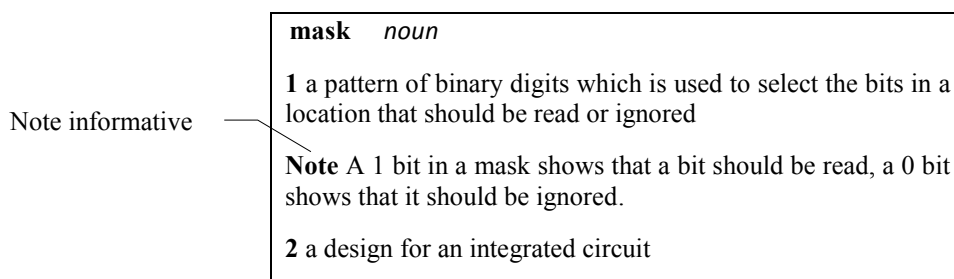 mask noun
1 a pattern of binary digits which is used to select the bits in a
location that should be read or ignored
Note informative
Note A 1 bit in a mask shows that a bit should be read, a 0 bit
shows that it should be ignored.
2 a design for an integrated circuit